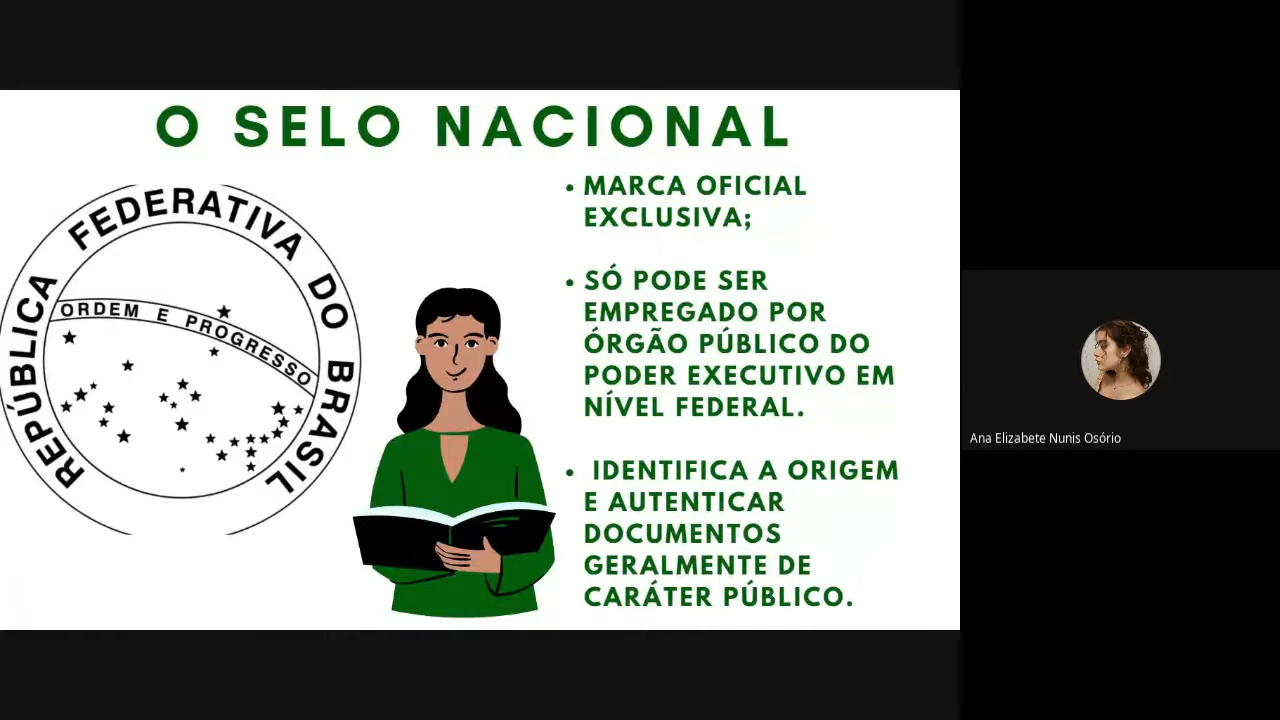 O SELO NACIONAL
REPÚBLICA FEDERATIVA DO BRASIL
ORDEM E PROGRESSO
• MARCA OFICIAL
EXCLUSIVA;
• SÓ PODE SER
EMPREGADO POR
ÓRGÃO PÚBLICO DO
PODER EXECUTIVO EM
NÍVEL FEDERAL.
• IDENTIFICA A ORIGEM
E AUTENTICAR
DOCUMENTOS
GERALMENTE DE
CARÁTER PÚBLICO.
Ana Elizabete Nunis Osório